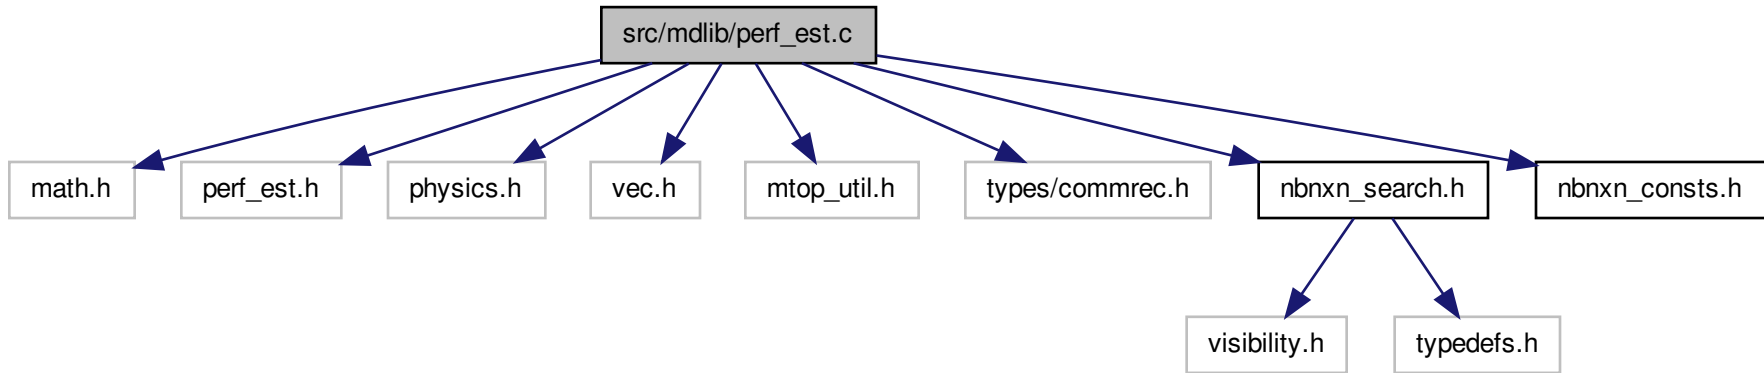 src/mdlib/perf_est.c
math.h
perf_est.h
physics.h
vec.h
mtop_util.h
types/commrec.h
nbnxn_search.h
nbnxn_consts.h
visibility.h
typedefs.h